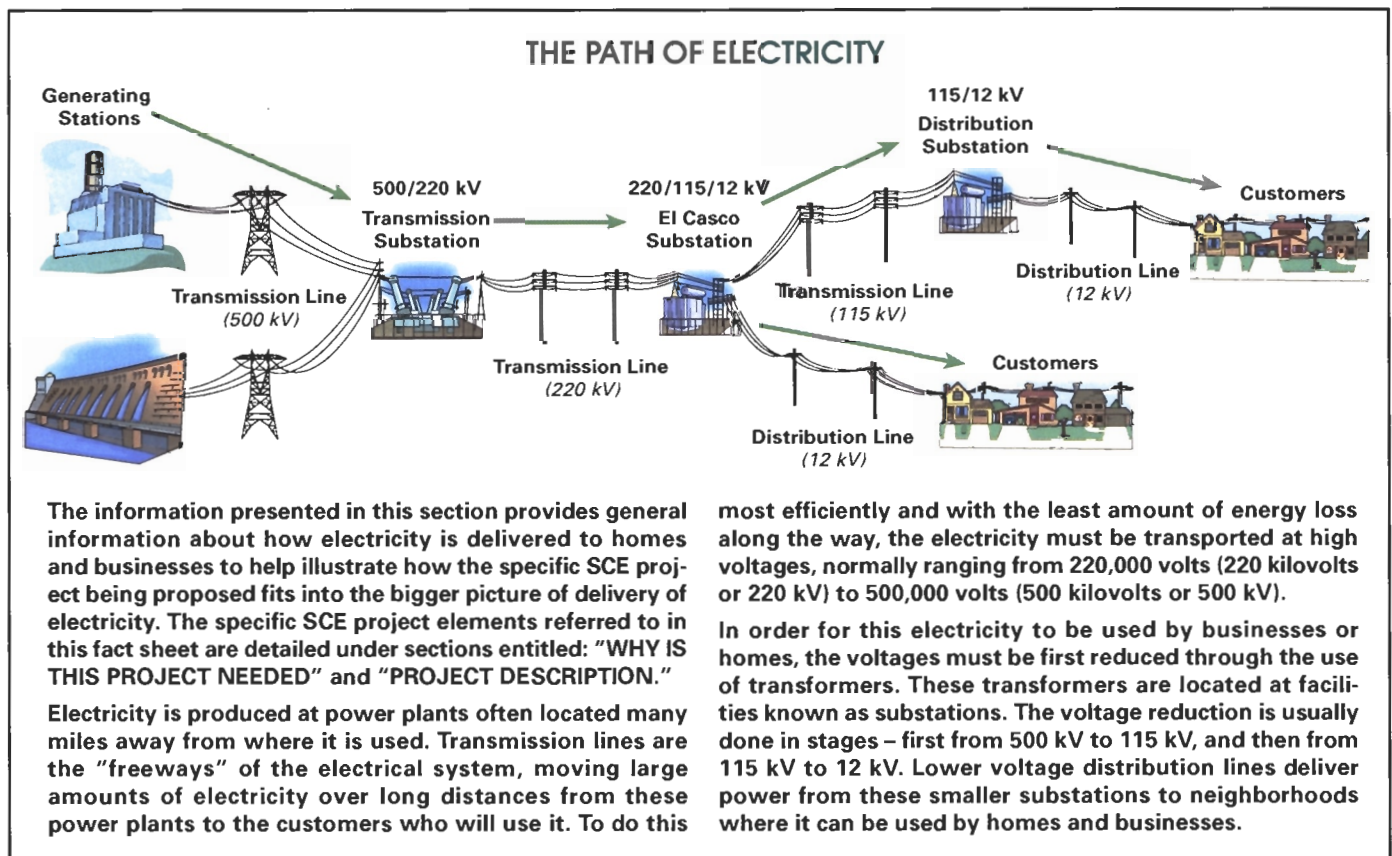 THE PATH OF ELECTRICITY
Generating
Stations
500/220 kV
Transmission
Substation
220/115/12 kV
El Casco
Substation
115/12 kV
Distribution
Substation
Customers
Transmission Line
(500 kV)
Transmission Line
(220 kV)
Transmission Line
(115 kV)
Distribution Line
(12 kV)
Customers
Distribution Line
(12 kV)
The information presented in this section provides general
information about how electricity is delivered to homes
and businesses to help illustrate how the specific SCE proj-
ect being proposed fits into the bigger picture of delivery of
electricity. The specific SCE project elements referred to in
this fact sheet are detailed under sections entitled: "WHY IS
THIS PROJECT NEEDED" and "PROJECT DESCRIPTION."
Electricity is produced at power plants often located many
miles away from where it is used. Transmission lines are
the "freeways" of the electrical system, moving large
amounts of electricity over long distances from these
power plants to the customers who will use it. To do this
most efficiently and with the least amount of energy loss
along the way, the electricity must be transported at high
voltages, normally ranging from 220,000 volts (220 kilovolts
or 220 kV) to 500,000 volts (500 kilovolts or 500 kV).
In order for this electricity to be used by businesses or
homes, the voltages must be first reduced through the use
of transformers. These transformers are located at facili-
ties known as substations. The voltage reduction is usually
done in stages – first from 500 kV to 115 kV, and then from
115 kV to 12 kV. Lower voltage distribution lines deliver
power from these smaller substations to neighborhoods
where it can be used by homes and businesses.